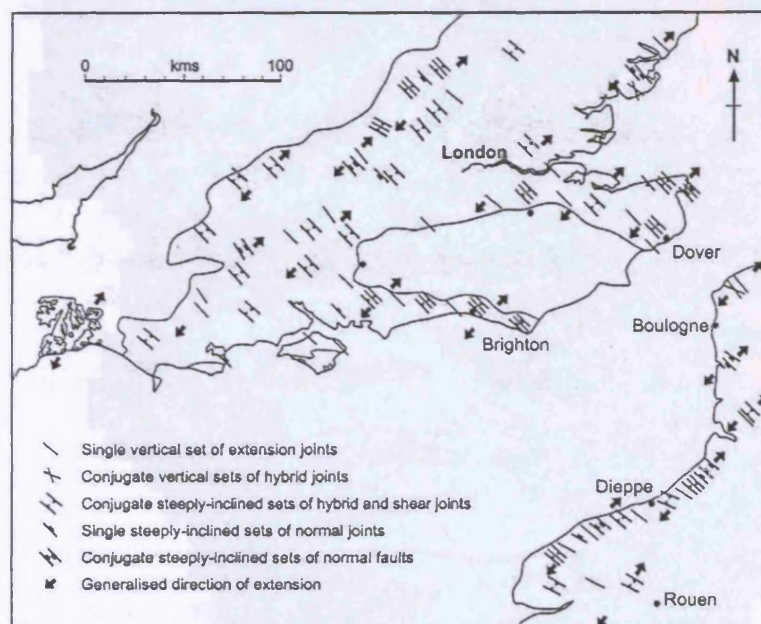 0 kms 100
N
London
Dover
Boulogne
Brighton
Dieppe
Rouen
Single vertical set of extension joints
Conjugate vertical sets of hybrid joints
Conjugate steeply-inclined sets of hybrid and shear joints
Single steeply-inclined sets of normal joints
Conjugate steeply-inclined sets of normal faults
Generalised direction of extension